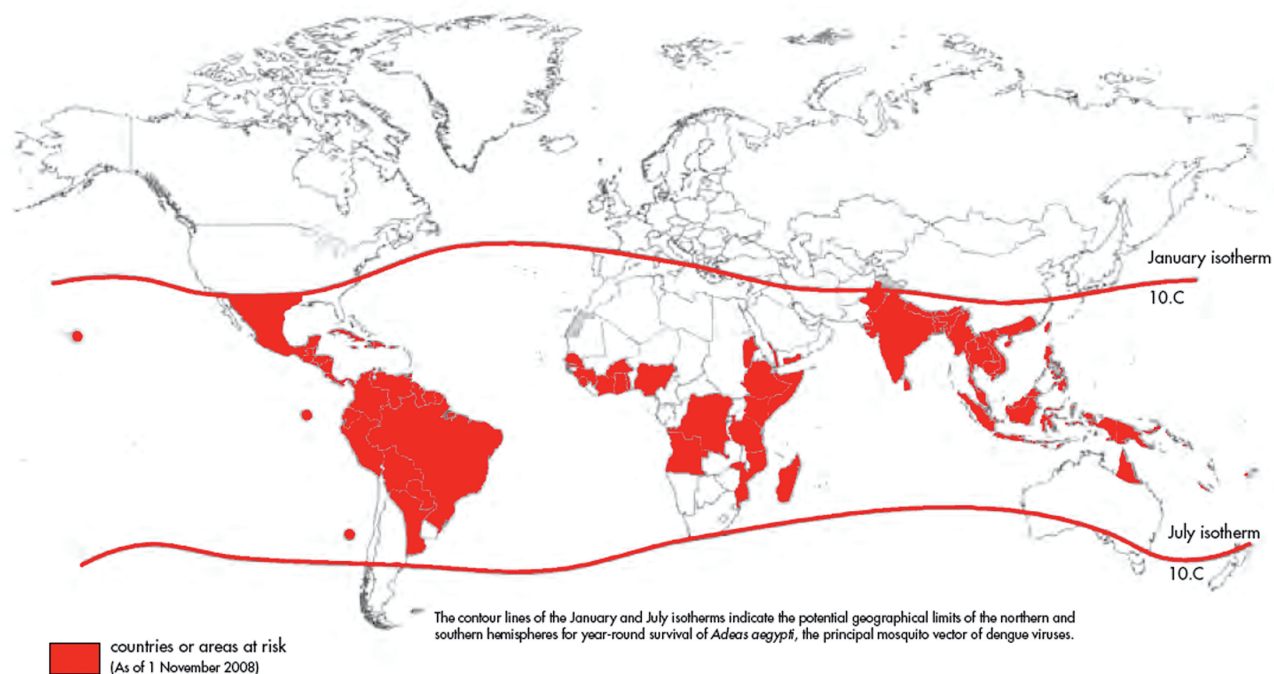 January isotherm
10.C
July isotherm
10.C
The contour lines of the January and July isotherms indicate the potential geographical limits of the northern and
southern hemispheres for year-round survival of Adeas aegypti, the principal mosquito vector of dengue viruses.
countries or areas at risk
(As of 1 November 2008)